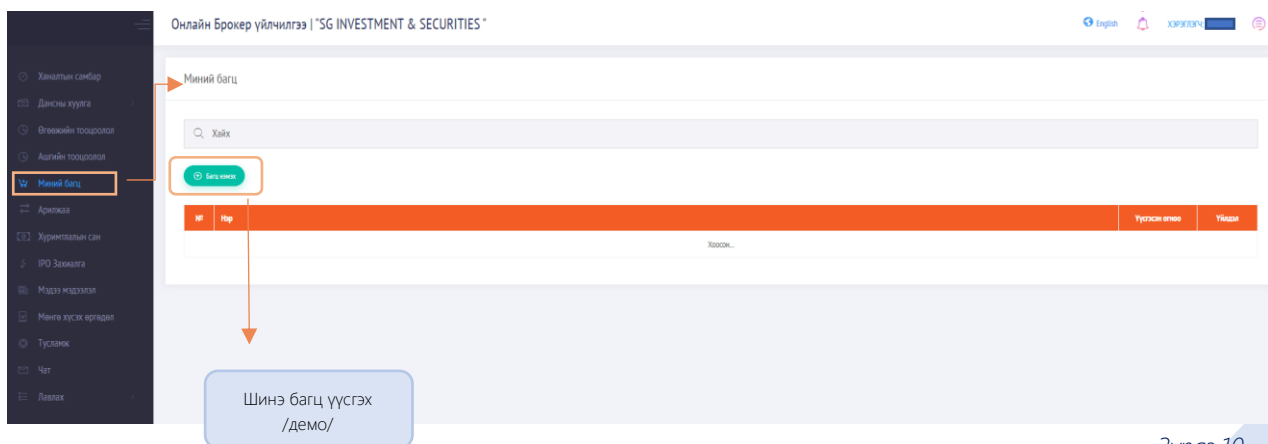 Онлайн Брокер үйлчилгээ | "SG INVESTMENT & SECURITIES "
English
ХЭРЭГЛЭГЧ:
Хяналтын самбар
Дансны хуулга
Өгөөжийн тооцоолол
Ашгийн тооцоолол
Миний багц
Арилжаа
Хуримтлалын сан
IPO Захиалга
Мэдээ мэдээлэл
Мөнгө хүсэх өргөдөл
Тусламж
Чат
Лавлах
Миний багц
Хайх
Багц нэмэх
№ Нэр Үүсгэсэн огноо Үйлдэл
Хоосон...
Шинэ багц үүсгэх
/демо/